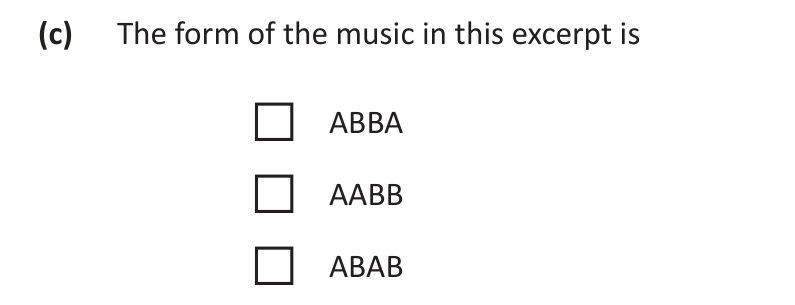 (c) The form of the music in this excerpt is
ABBA
AABB
ABAB